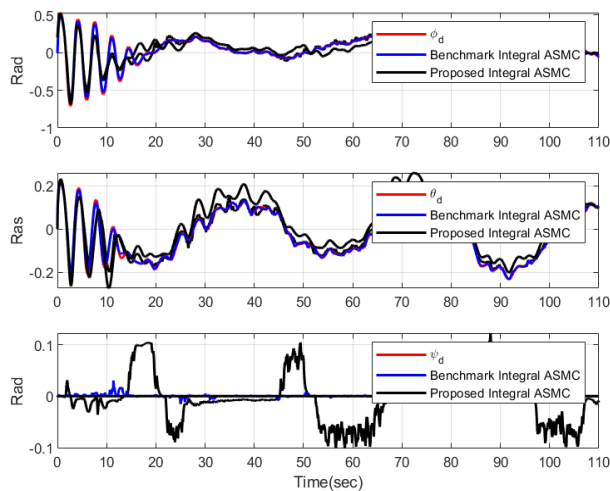 0.5
0
-0.5
-1
Rad
ϕd
Benchmark Integral ASMC
Proposed Integral ASMC
0 10 20 30 40 50 60 70 80 90 100 110
0.2
0
-0.2
Ras
θd
Benchmark Integral ASMC
Proposed Integral ASMC
0 10 20 30 40 50 60 70 80 90 100 110
0.1
0
-0.1
Rad
ψd
Benchmark Integral ASMC
Proposed Integral ASMC
0 10 20 30 40 50 60 70 80 90 100 110
Time(sec)